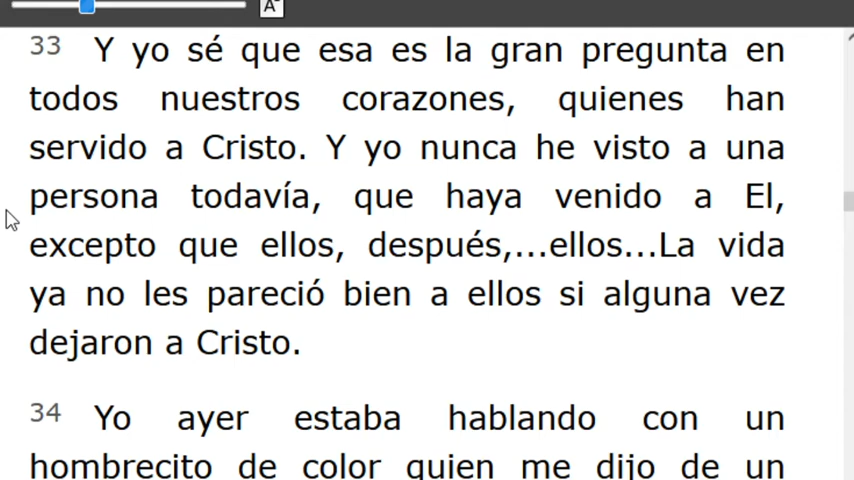 A
33 Y yo sé que esa es la gran pregunta en
todos nuestros corazones, quienes han
servido a Cristo. Y yo nunca he visto a una
persona todavía, que haya venido a El,
excepto que ellos, después,...ellos...La vida
ya no les pareció bien a ellos si alguna vez
dejaron a Cristo.
34 Yo ayer estaba hablando con un
hombrecito de color quien me dijo de un